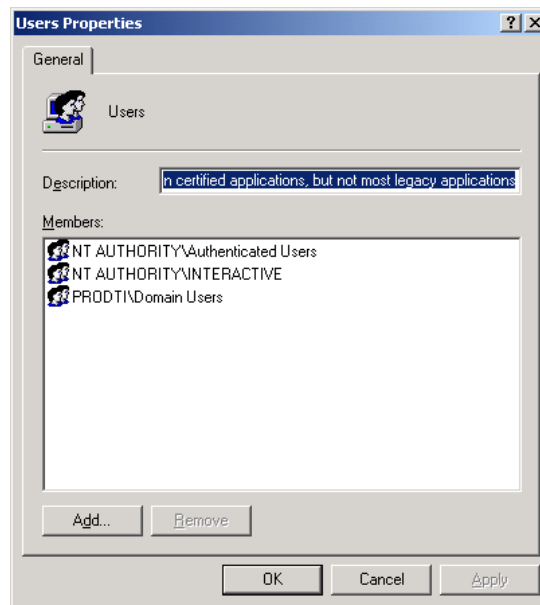 Users Properties
General
Users
Description:
n certified applications, but not most legacy applications
Members:
NT AUTHORITY\Authenticated Users
NT AUTHORITY\INTERACTIVE
PRODTI\Domain Users
Add...
Remove
OK
Cancel
Apply